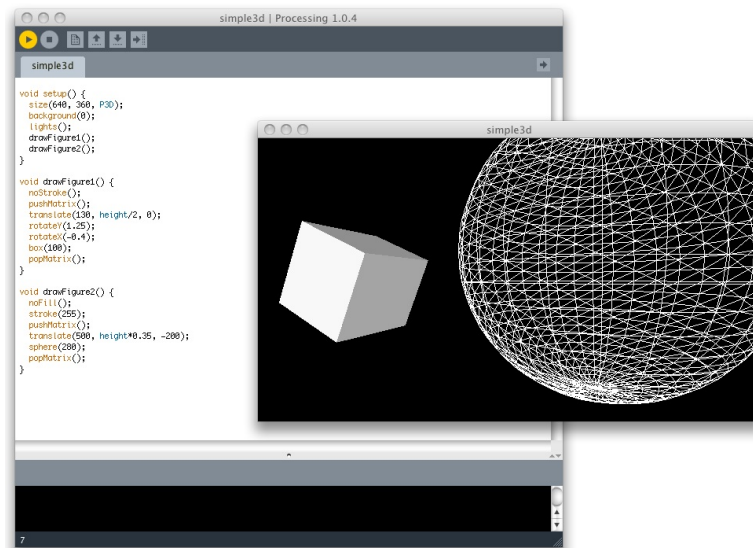 simple3d | Processing 1.0.4
simple3d
void setup() {
size(640, 360, P3D);
background(0);
lights();
drawFigure1();
drawFigure2();
}
void drawFigure1() {
noStroke();
pushMatrix();
translate(130, height/2, 0);
rotateY(1.25);
rotateX(-0.4);
box(100);
popMatrix();
}
void drawFigure2() {
noFill();
stroke(255);
pushMatrix();
translate(500, height*0.35, -200);
sphere(280);
popMatrix();
}
simple3d
7